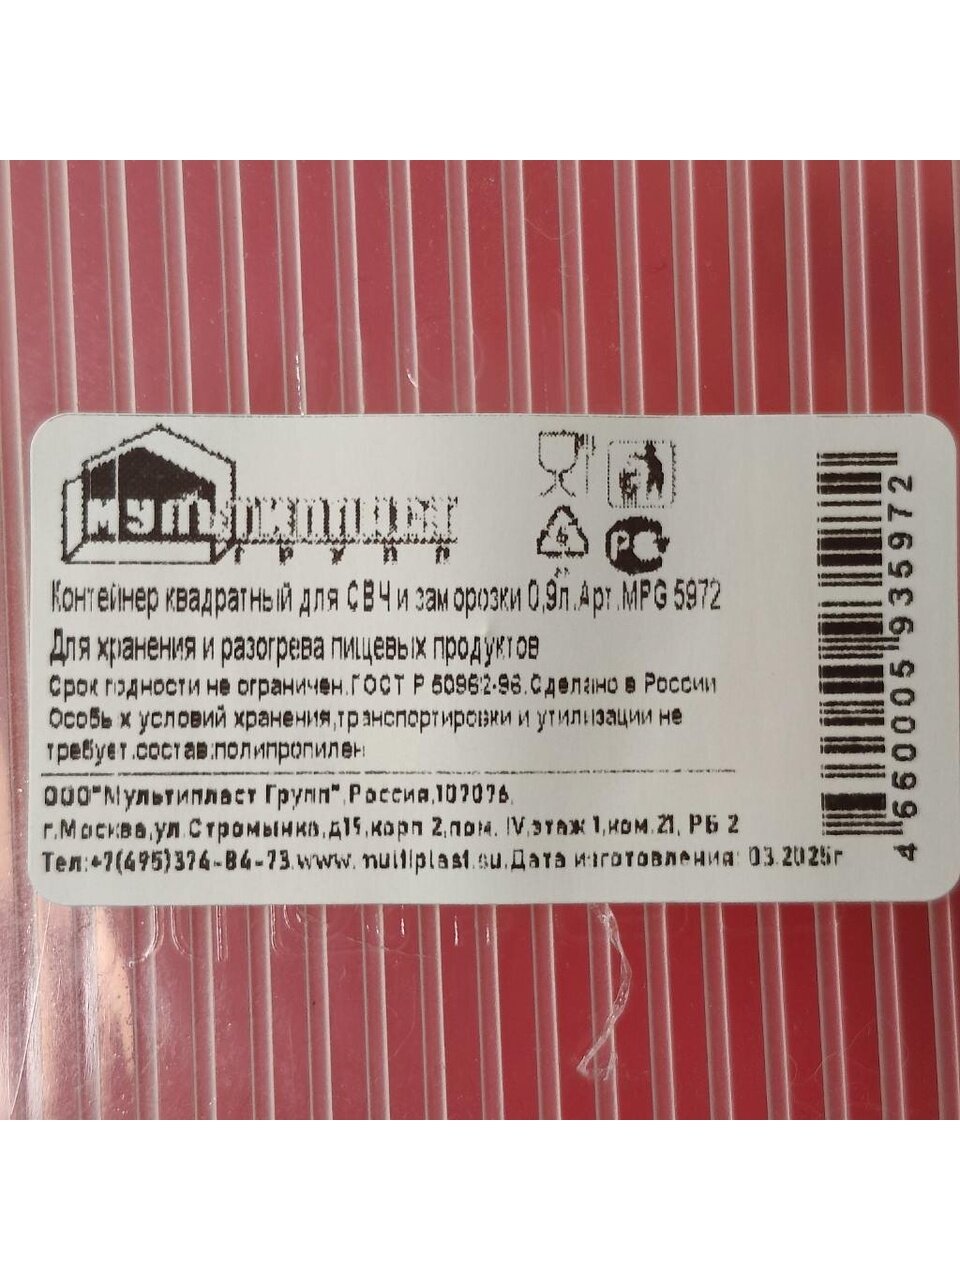 МУЛЬТИПЛАСТ
ГРУПП
РС
Контейнер квадратный для СВЧ и заморозки 0,9л.Арт.MPG 5972
Для хранения и разогрева пищевых продуктов
Срок годности не ограничен.ГОСТ Р 50962-96.Сделано в России
Особых условий хранения,транспортировки и утилизации не
требует.состав:полипропилен
ООО"Мультипласт Групп",Россия,107076,
г.Москва,ул.Стромынка,д19,корп 2,пом. IV,этаж 1,ком.21, РБ 2
Тел:+7(495)374-84-73.www.multiplast.su.Дата изготовления: 03.2025г
4660005935972